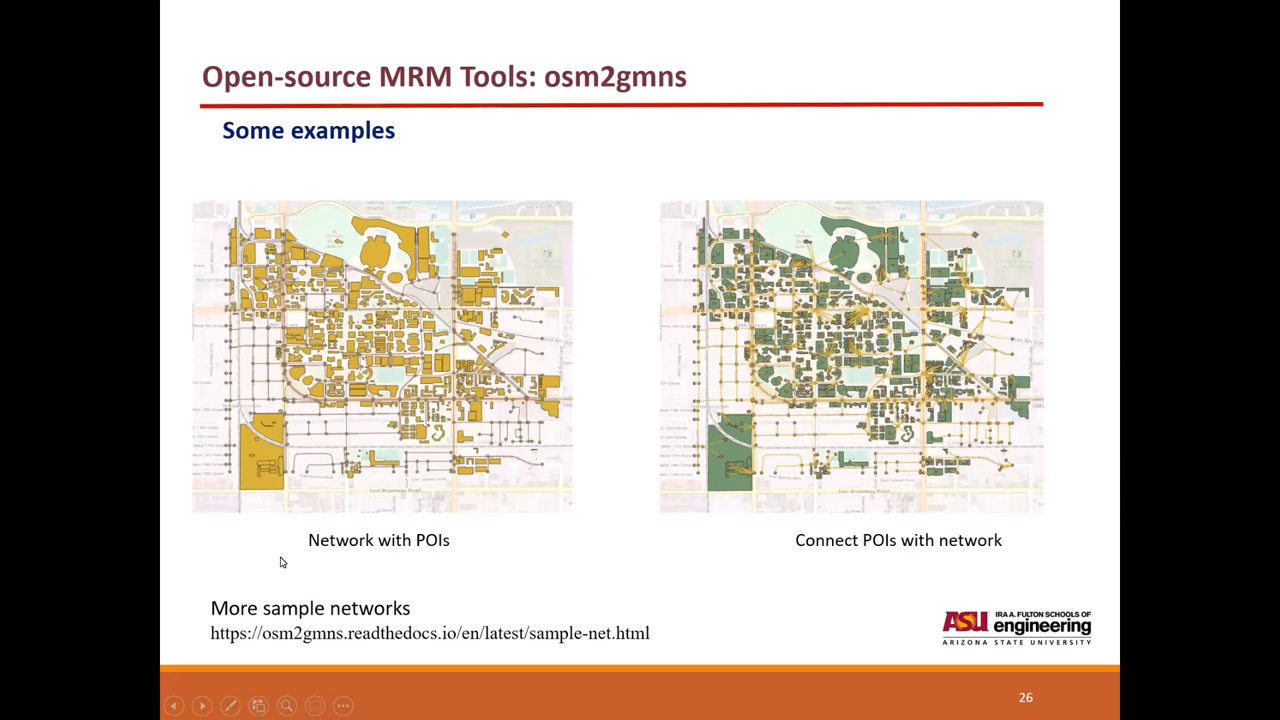 Open-source MRM Tools: osm2gmns
Some examples
Network with POIs
Connect POIs with network
More sample networks
https://osm2gmns.readthedocs.io/en/latest/sample-net.html
ASU IRA A. FULTON SCHOOLS OF
engineering
ARIZONA STATE UNIVERSITY
26